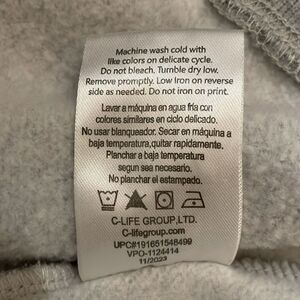 Machine wash cold with
like colors on delicate cycle.
Do not bleach. Tumble dry low.
Remove promptly. Low Iron on reverse
side as needed. Do not iron on print.
Lavar a máquina en agua fría con
colores similares en ciclo delicado.
No usar blanqueador. Secar en máquina a
baja temperatura, quitar rapidamente.
Planchar a baja temperatura
segun sea necesario.
No planchar el estampado.
C-LIFE GROUP,LTD.
C-lifegroup.com
UPC#191651548499
VPO-1124414
11/2023